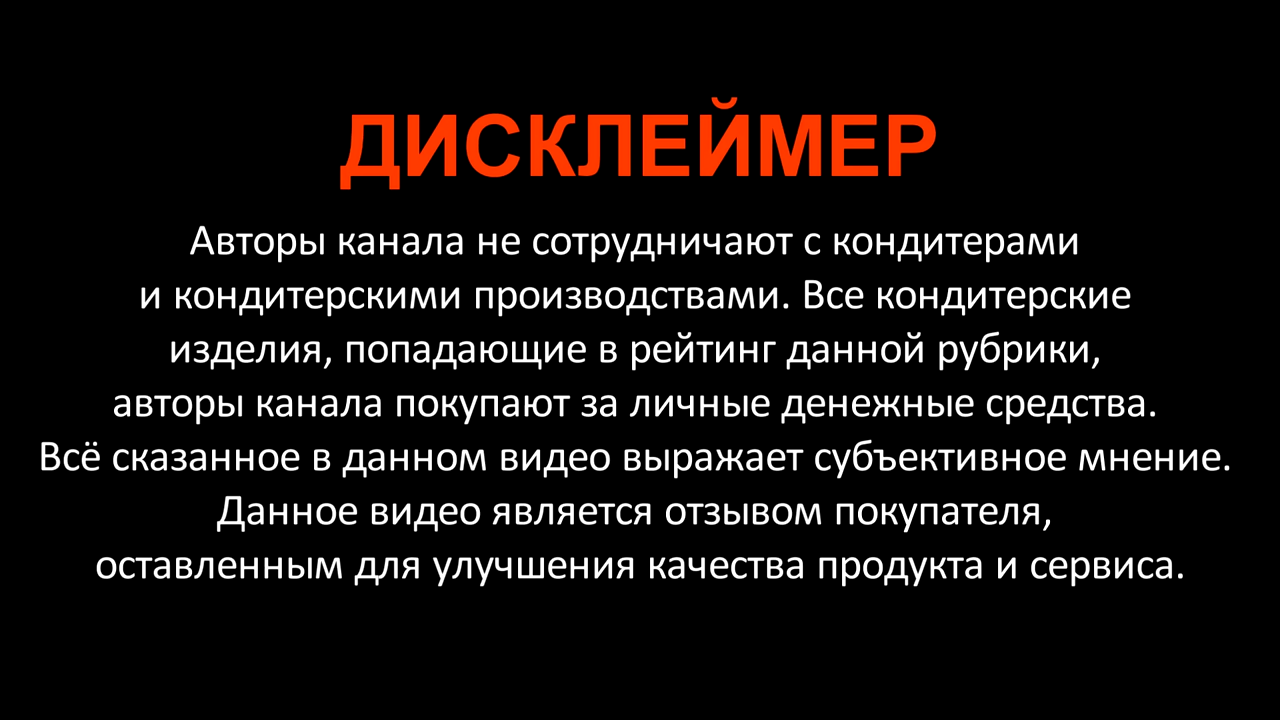 ДИСКЛЕЙМЕР
Авторы канала не сотрудничают с кондитерами
и кондитерскими производствами. Все кондитерские
изделия, попадающие в рейтинг данной рубрики,
авторы канала покупают за личные денежные средства.
Всё сказанное в данном видео выражает субъективное мнение.
Данное видео является отзывом покупателя,
оставленным для улучшения качества продукта и сервиса.